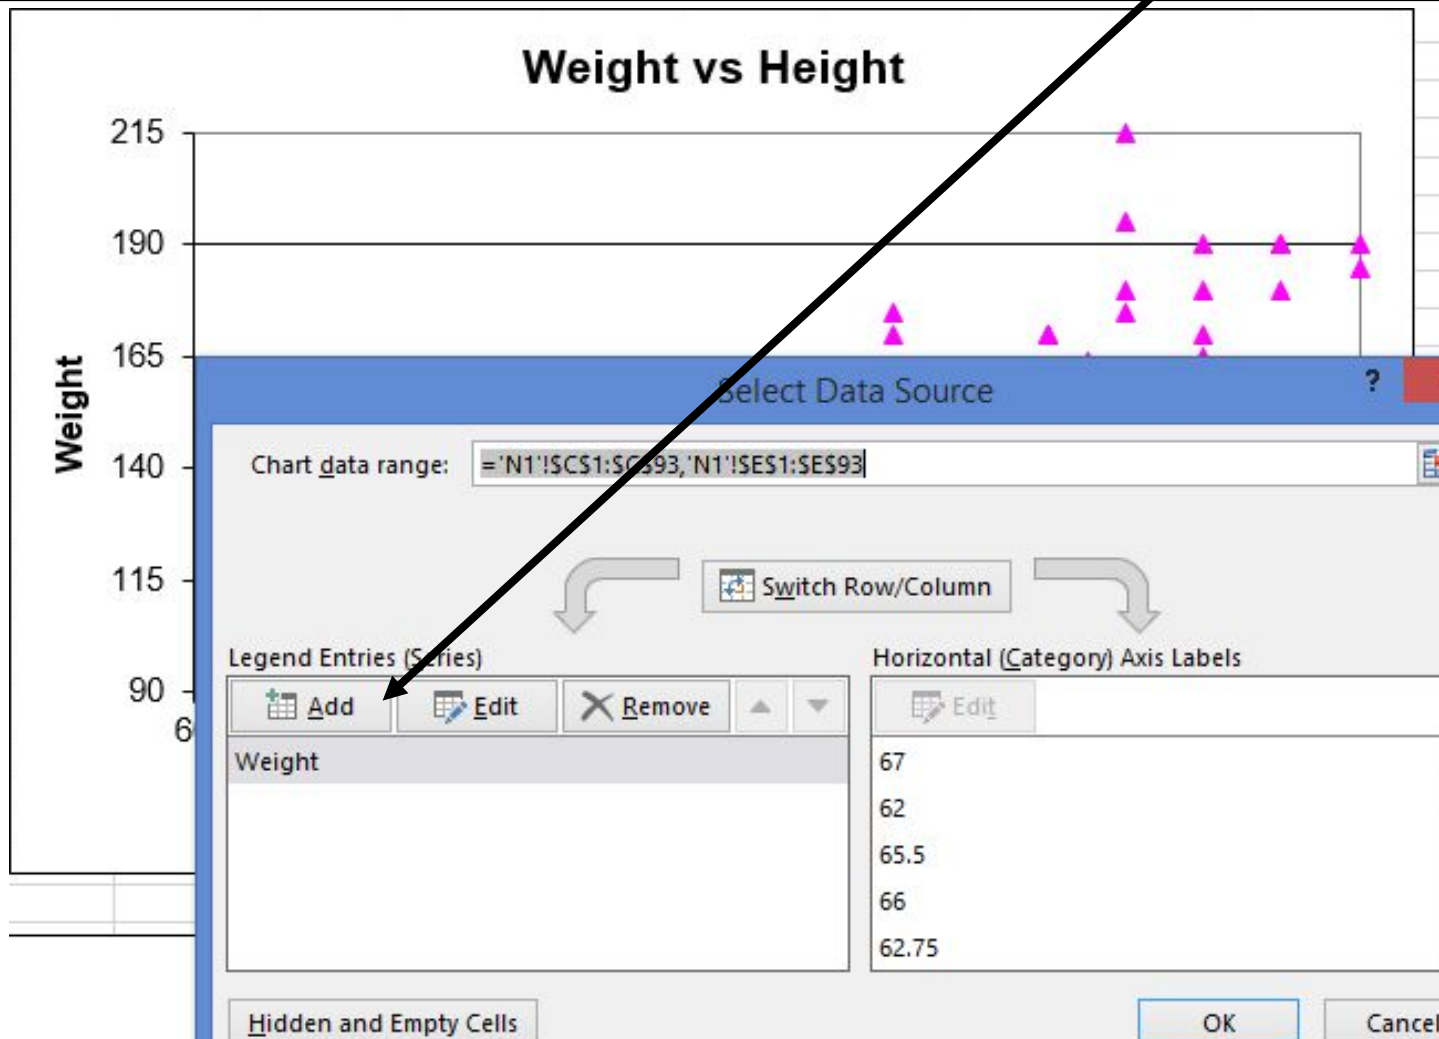 Weight vs Height
215
190
165
140
115
90
6
Weight
Select Data Source
?
Chart data range:
='N1'!$C$1:$C$93,'N1'!$E$1:$E$93
Switch Row/Column
Legend Entries (Series)
Add
Edit
Remove
Weight
Horizontal (Category) Axis Labels
Edit
67
62
65.5
66
62.75
Hidden and Empty Cells
OK
Cancel